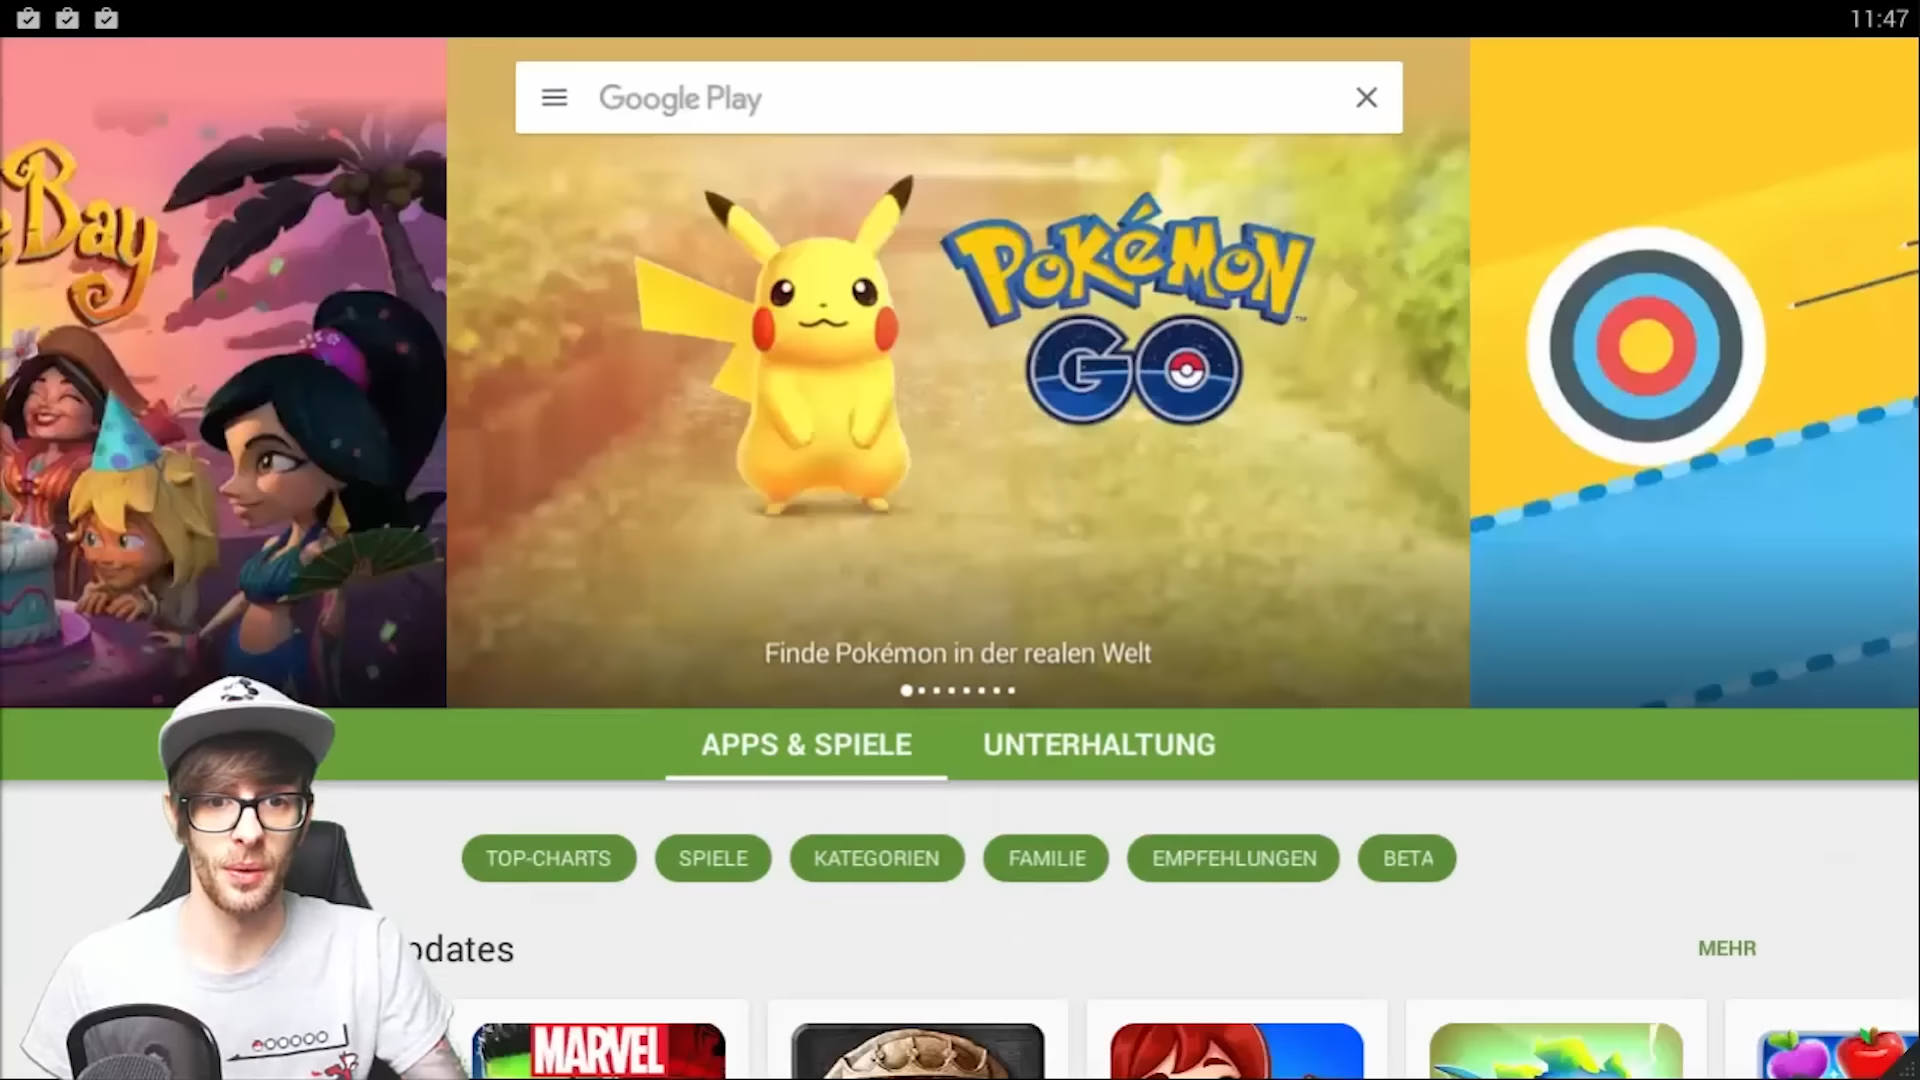 11:47
Google Play
Bay
POKéMON
GO
Finde Pokémon in der realen Welt
APPS & SPIELE
UNTERHALTUNG
TOP-CHARTS
SPIELE
KATEGORIEN
FAMILIE
EMPFEHLUNGEN
BETA
dates
MEHR
MARVEL